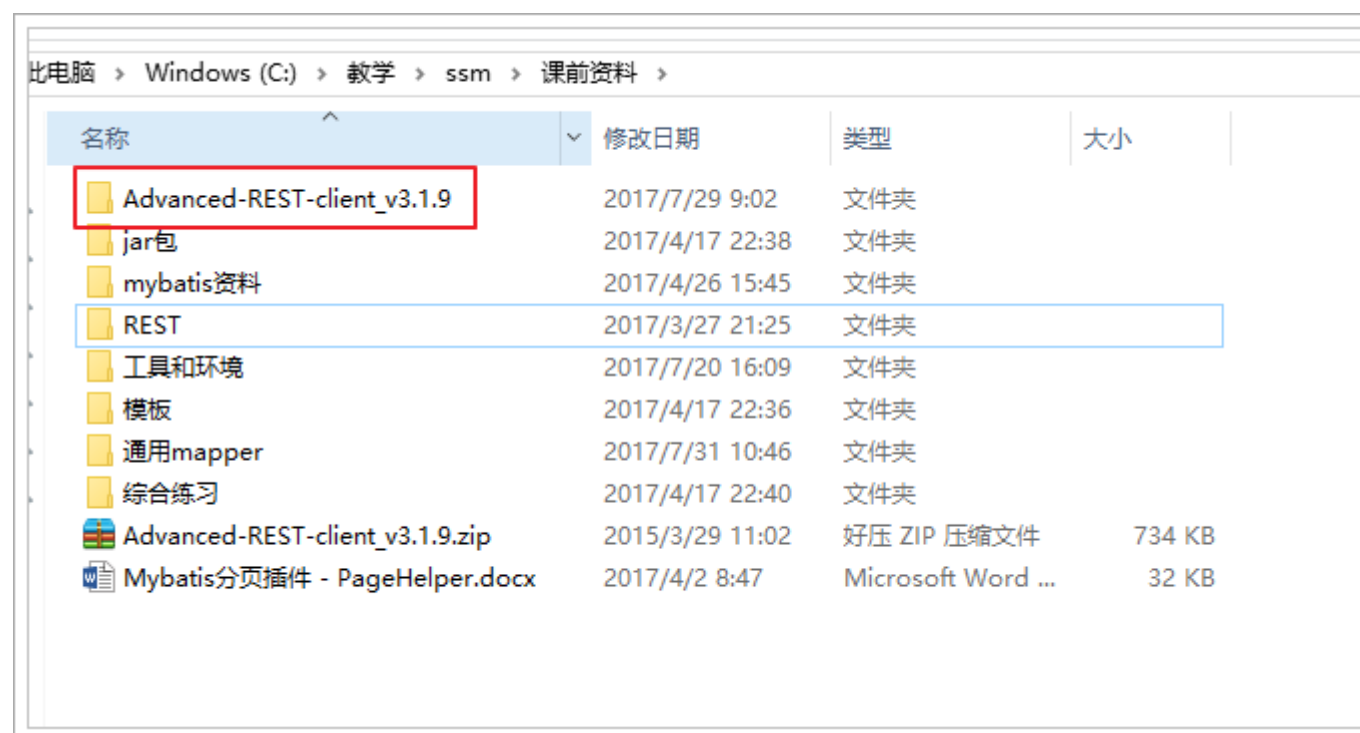 此电脑 › Windows (C:) › 教学 › ssm › 课前资料 ›
名称 修改日期 类型 大小
Advanced-REST-client_v3.1.9 2017/7/29 9:02 文件夹
jar包 2017/4/17 22:38 文件夹
mybatis资料 2017/4/26 15:45 文件夹
REST 2017/3/27 21:25 文件夹
工具和环境 2017/7/20 16:09 文件夹
模板 2017/4/17 22:36 文件夹
通用mapper 2017/7/31 10:46 文件夹
综合练习 2017/4/17 22:40 文件夹
Advanced-REST-client_v3.1.9.zip 2015/3/29 11:02 好压 ZIP 压缩文件 734 KB
Mybatis分页插件 - PageHelper.docx 2017/4/2 8:47 Microsoft Word ... 32 KB